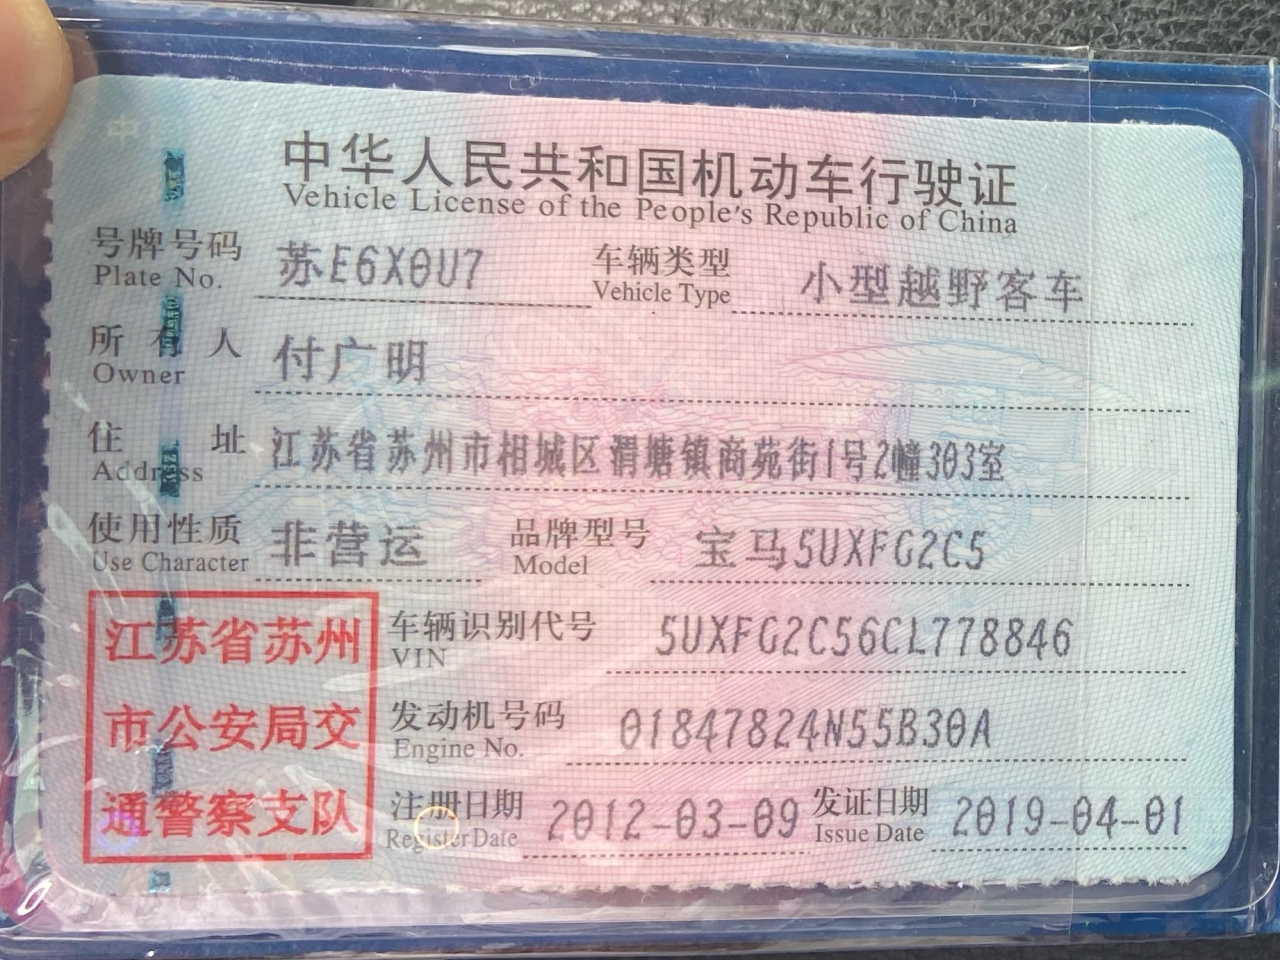 中华人民共和国机动车行驶证
Vehicle License of the People's Republic of China
号牌号码 苏E6X0U7 车辆类型 小型越野客车
Plate No. Vehicle Type
所有人 付广明
Owner
住址 江苏省苏州市相城区渭塘镇商苑街1号2幢303室
Address
使用性质 非营运 品牌型号 宝马5UXFG2C5
Use Character Model
江苏省苏州
市公安局交
通警察支队
车辆识别代号 5UXFG2C56CL778846
VIN
发动机号码 01847824N55B30A
Engine No.
注册日期 2012-03-09 发证日期 2019-04-01
Register Date Issue Date